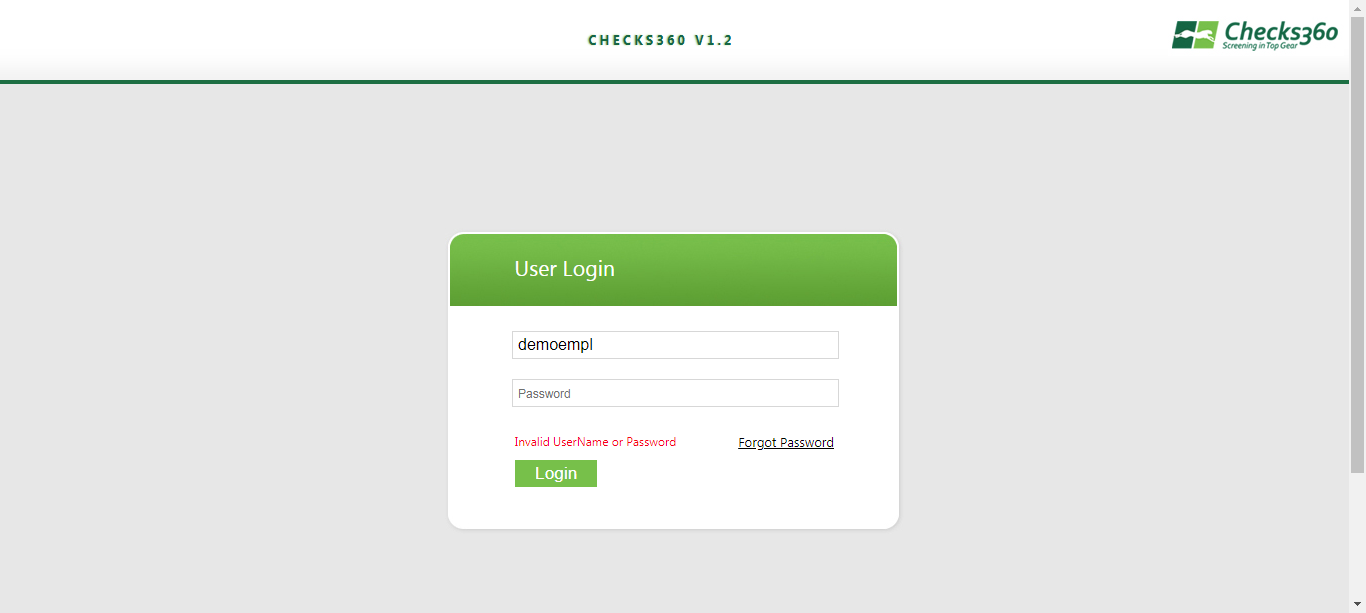 CHECKS360 V1.2
Checks360
Screening in Top Gear
User Login
demoempl
Password
Invalid UserName or Password
Forgot Password
Login